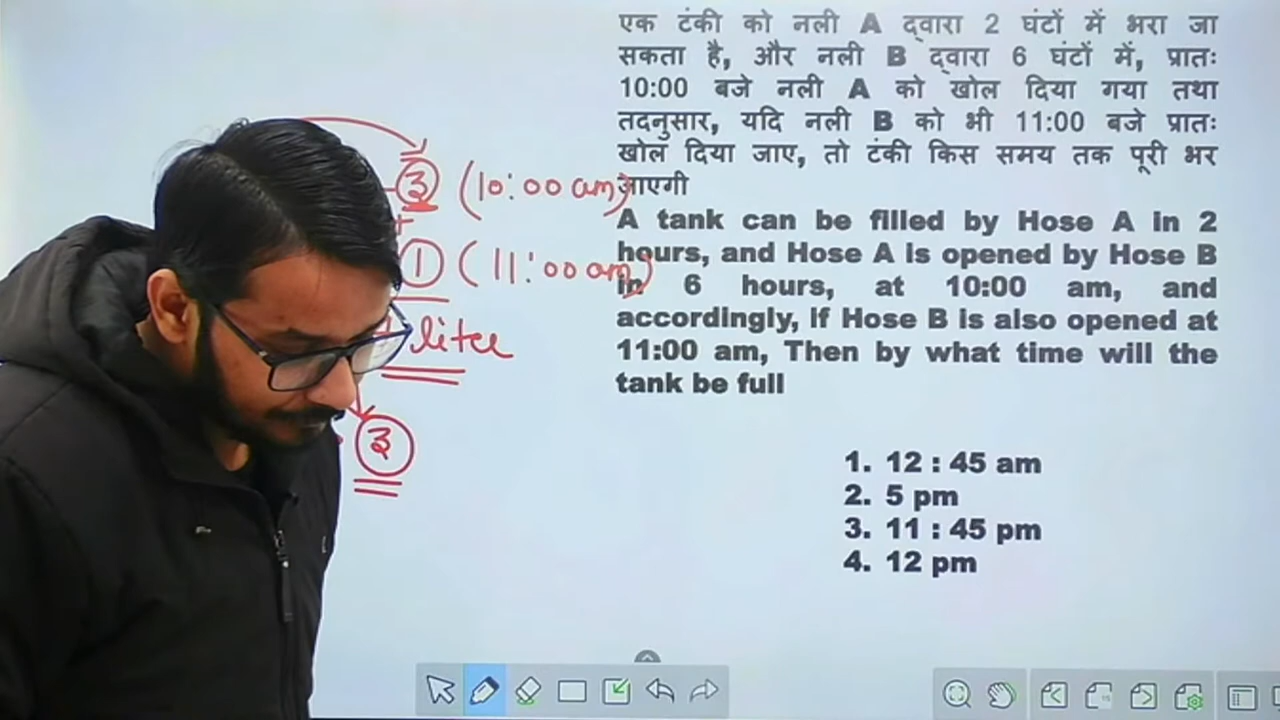 एक टंकी को नली A द्वारा 2 घंटों में भरा जा
सकता है, और नली B द्वारा 6 घंटों में, प्रातः
10:00 बजे नली A को खोल दिया गया तथा
तदनुसार, यदि नली B को भी 11:00 बजे प्रातः
खोल दिया जाए, तो टंकी किस समय तक पूरी भर
जाएगी
A tank can be filled by Hose A in 2
hours, and Hose A is opened by Hose B
in 6 hours, at 10:00 am, and
accordingly, if Hose B is also opened at
11:00 am, Then by what time will the
tank be full
1. 12 : 45 am
2. 5 pm
3. 11 : 45 pm
4. 12 pm
3 (10:00 am)
+
1 (11:00 am)
3